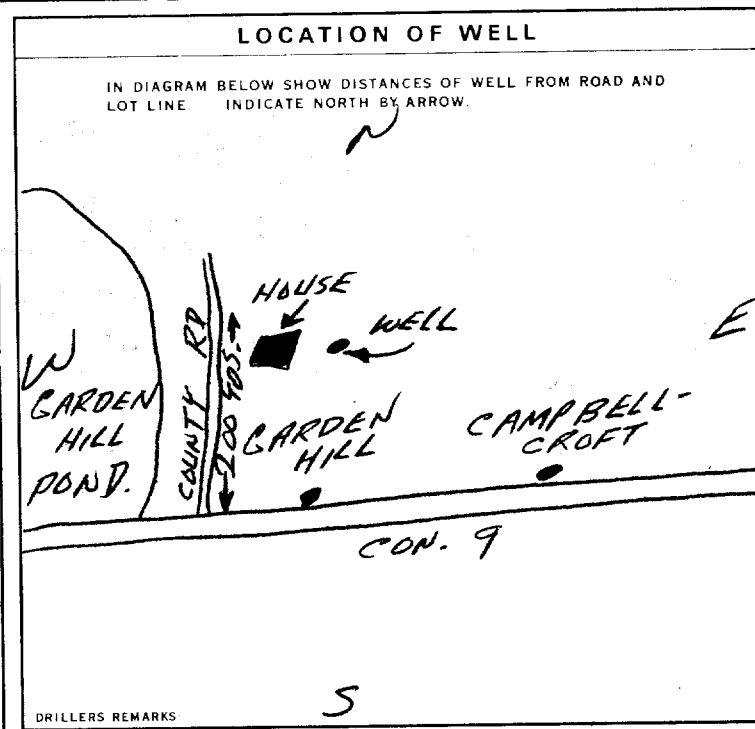 LOCATION OF WELL
IN DIAGRAM BELOW SHOW DISTANCES OF WELL FROM ROAD AND
LOT LINE. INDICATE NORTH BY ARROW.
N
HOUSE
WELL
E
W
GARDEN
HILL
POND.
COUNTY RD
200 YDS.
GARDEN
HILL
CAMPBELL-
CROFT
CON. 9
S
DRILLERS REMARKS